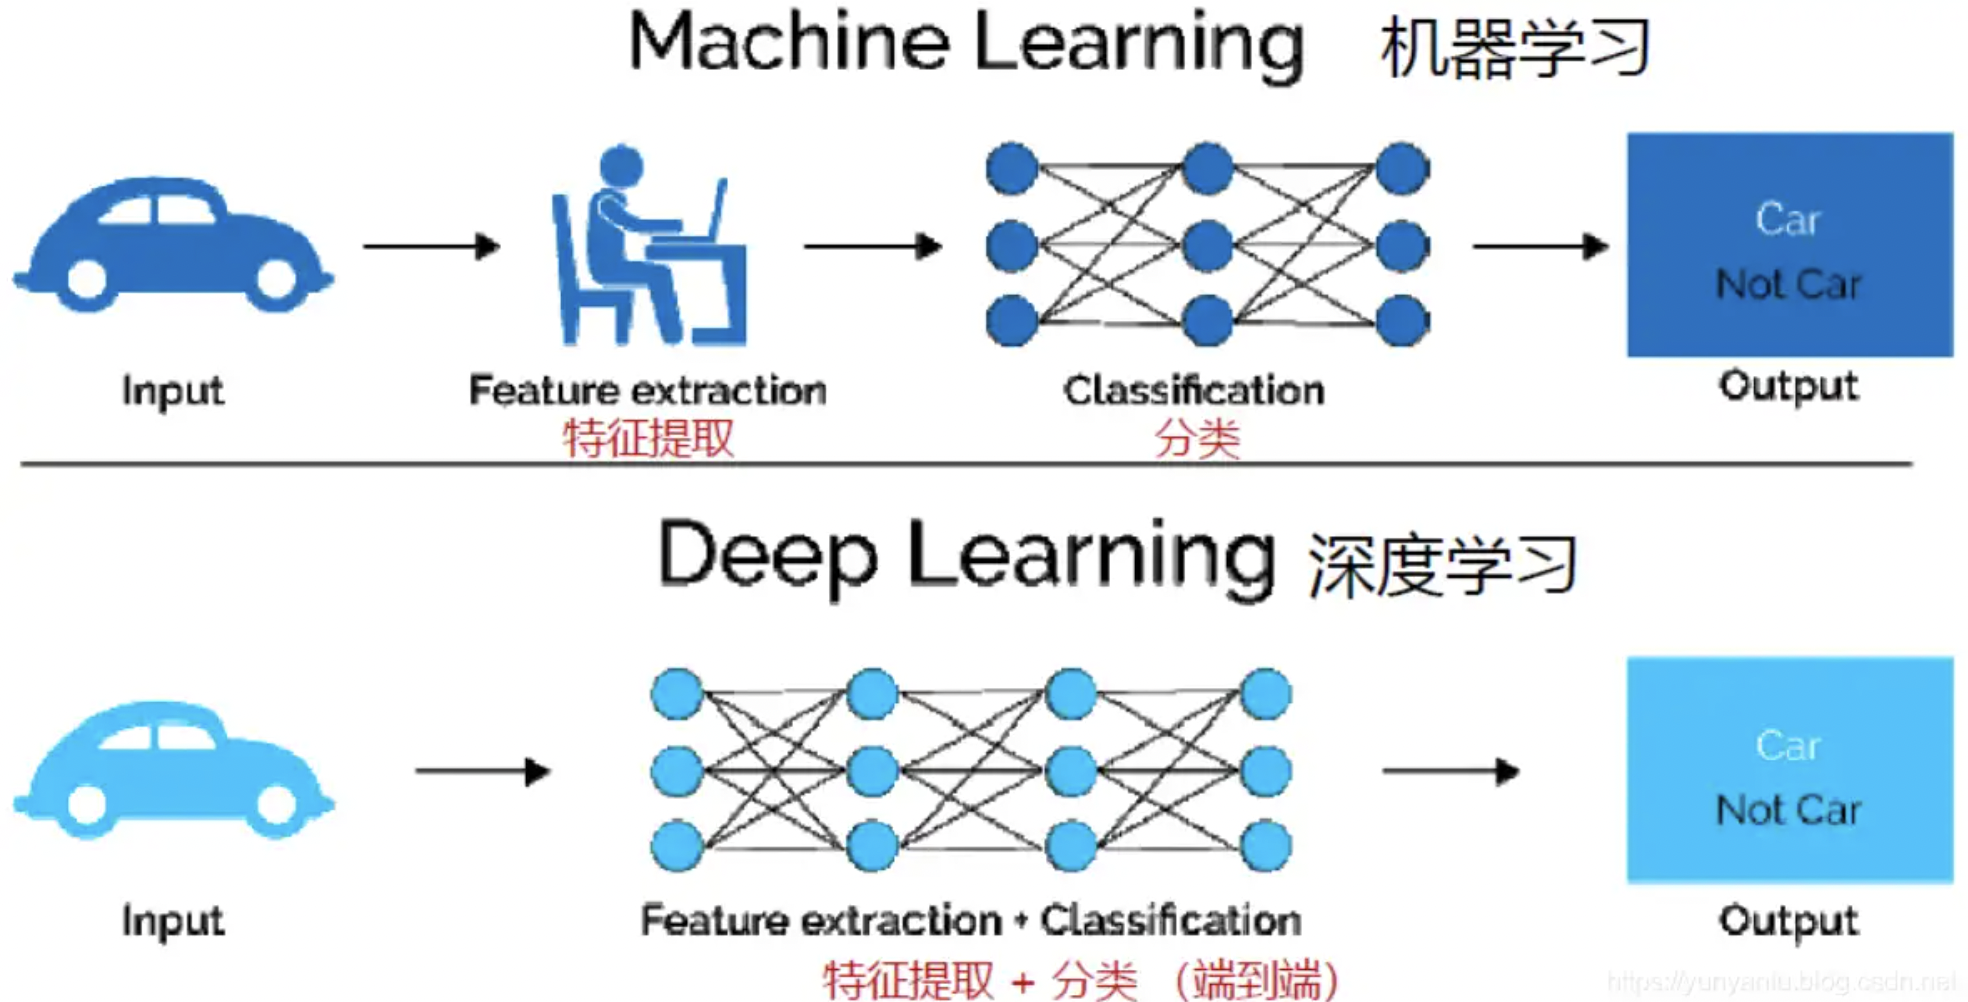 Machine Learning 机器学习
Car
Not Car
Input
Feature extraction
Classification
Output
特征提取
分类
Deep Learning 深度学习
Car
Not Car
Input
Feature extraction + Classification
Output
特征提取 + 分类 （端到端）
https://yunyanlu.blog.csdn.net